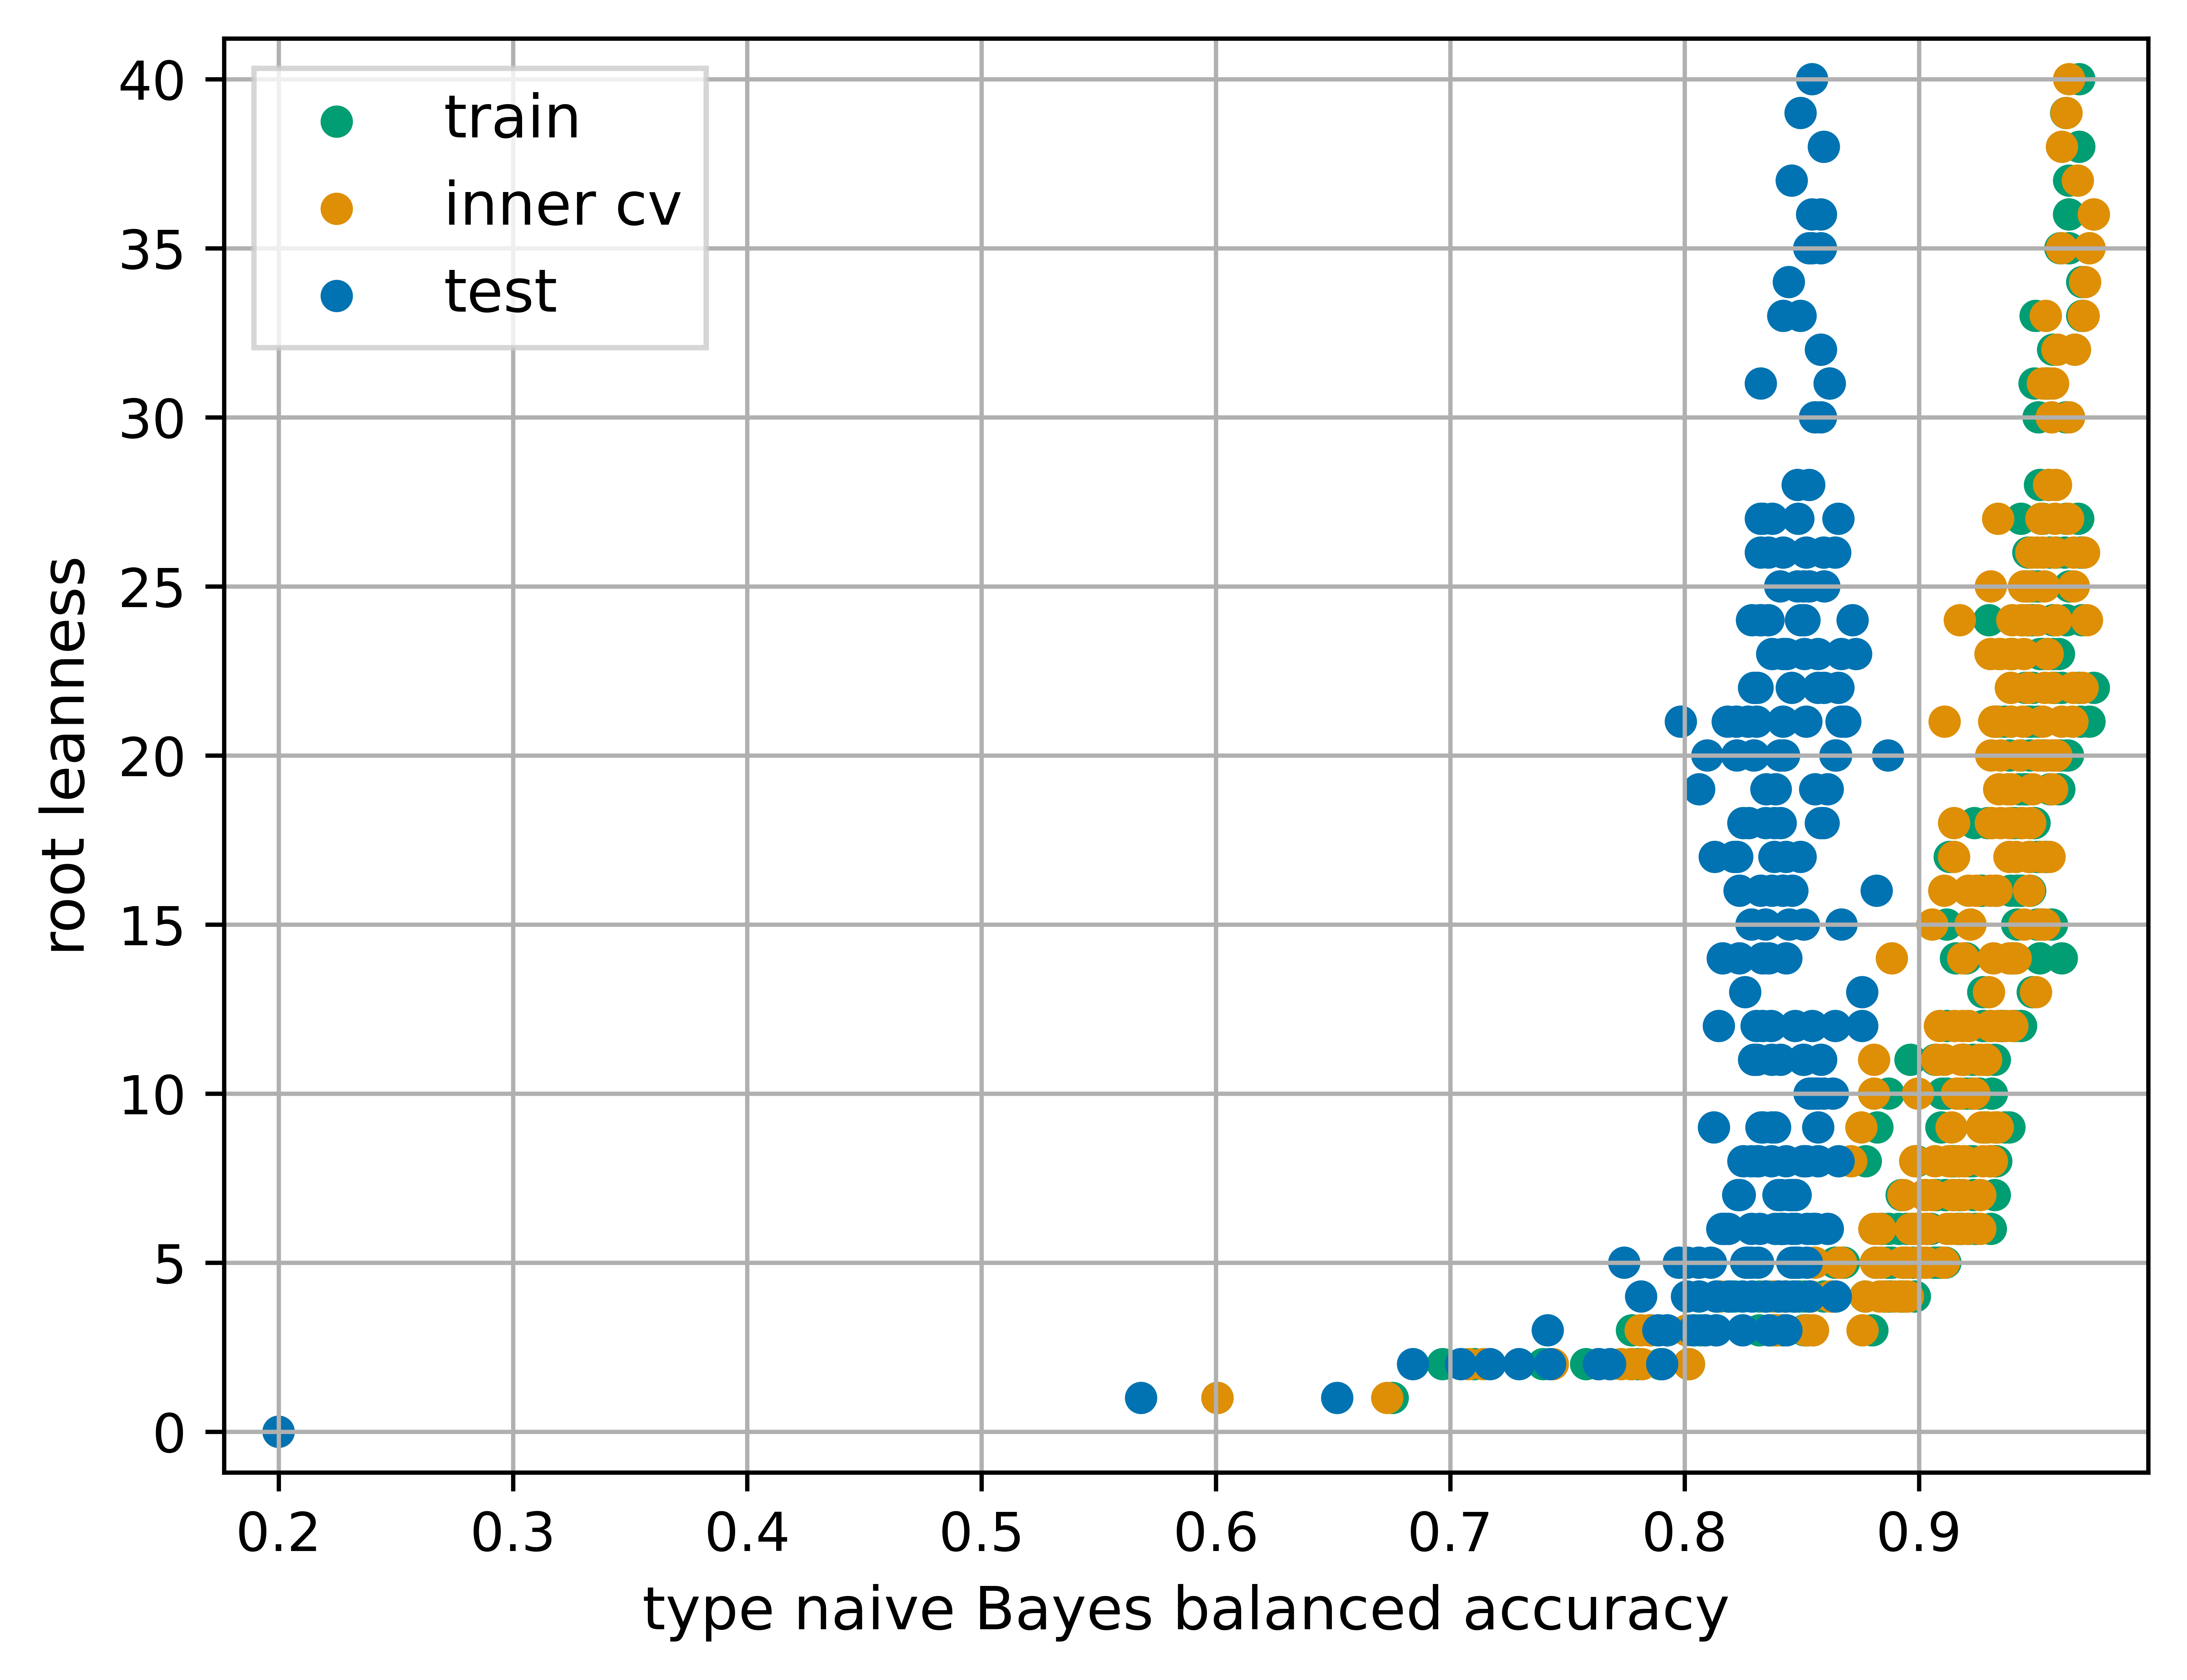 train
inner cv
test
40
35
30
25
20
15
10
5
0
root leanness
0.2 0.3 0.4 0.5 0.6 0.7 0.8 0.9
type naive Bayes balanced accuracy